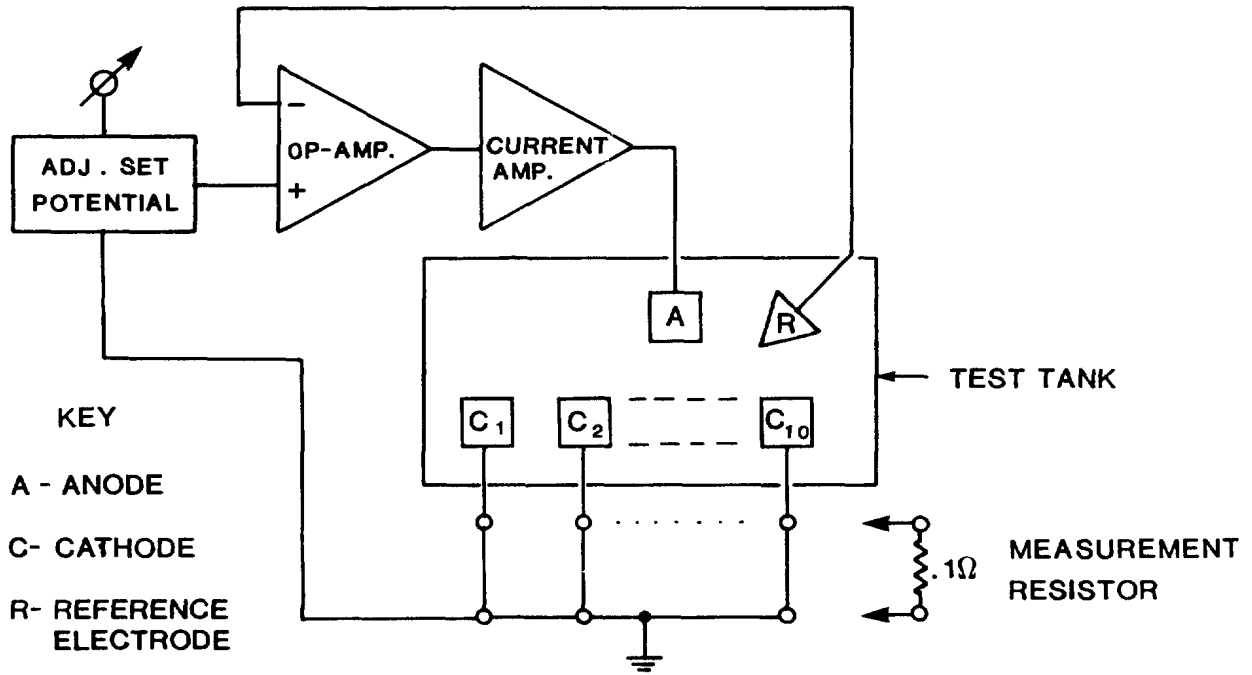 ADJ. SET
POTENTIAL
-
OP-AMP.
+
CURRENT
AMP.
A
R
TEST TANK
C1
C2
C10
KEY
A - ANODE
C- CATHODE
R- REFERENCE
ELECTRODE
.1Ω
MEASUREMENT
RESISTOR